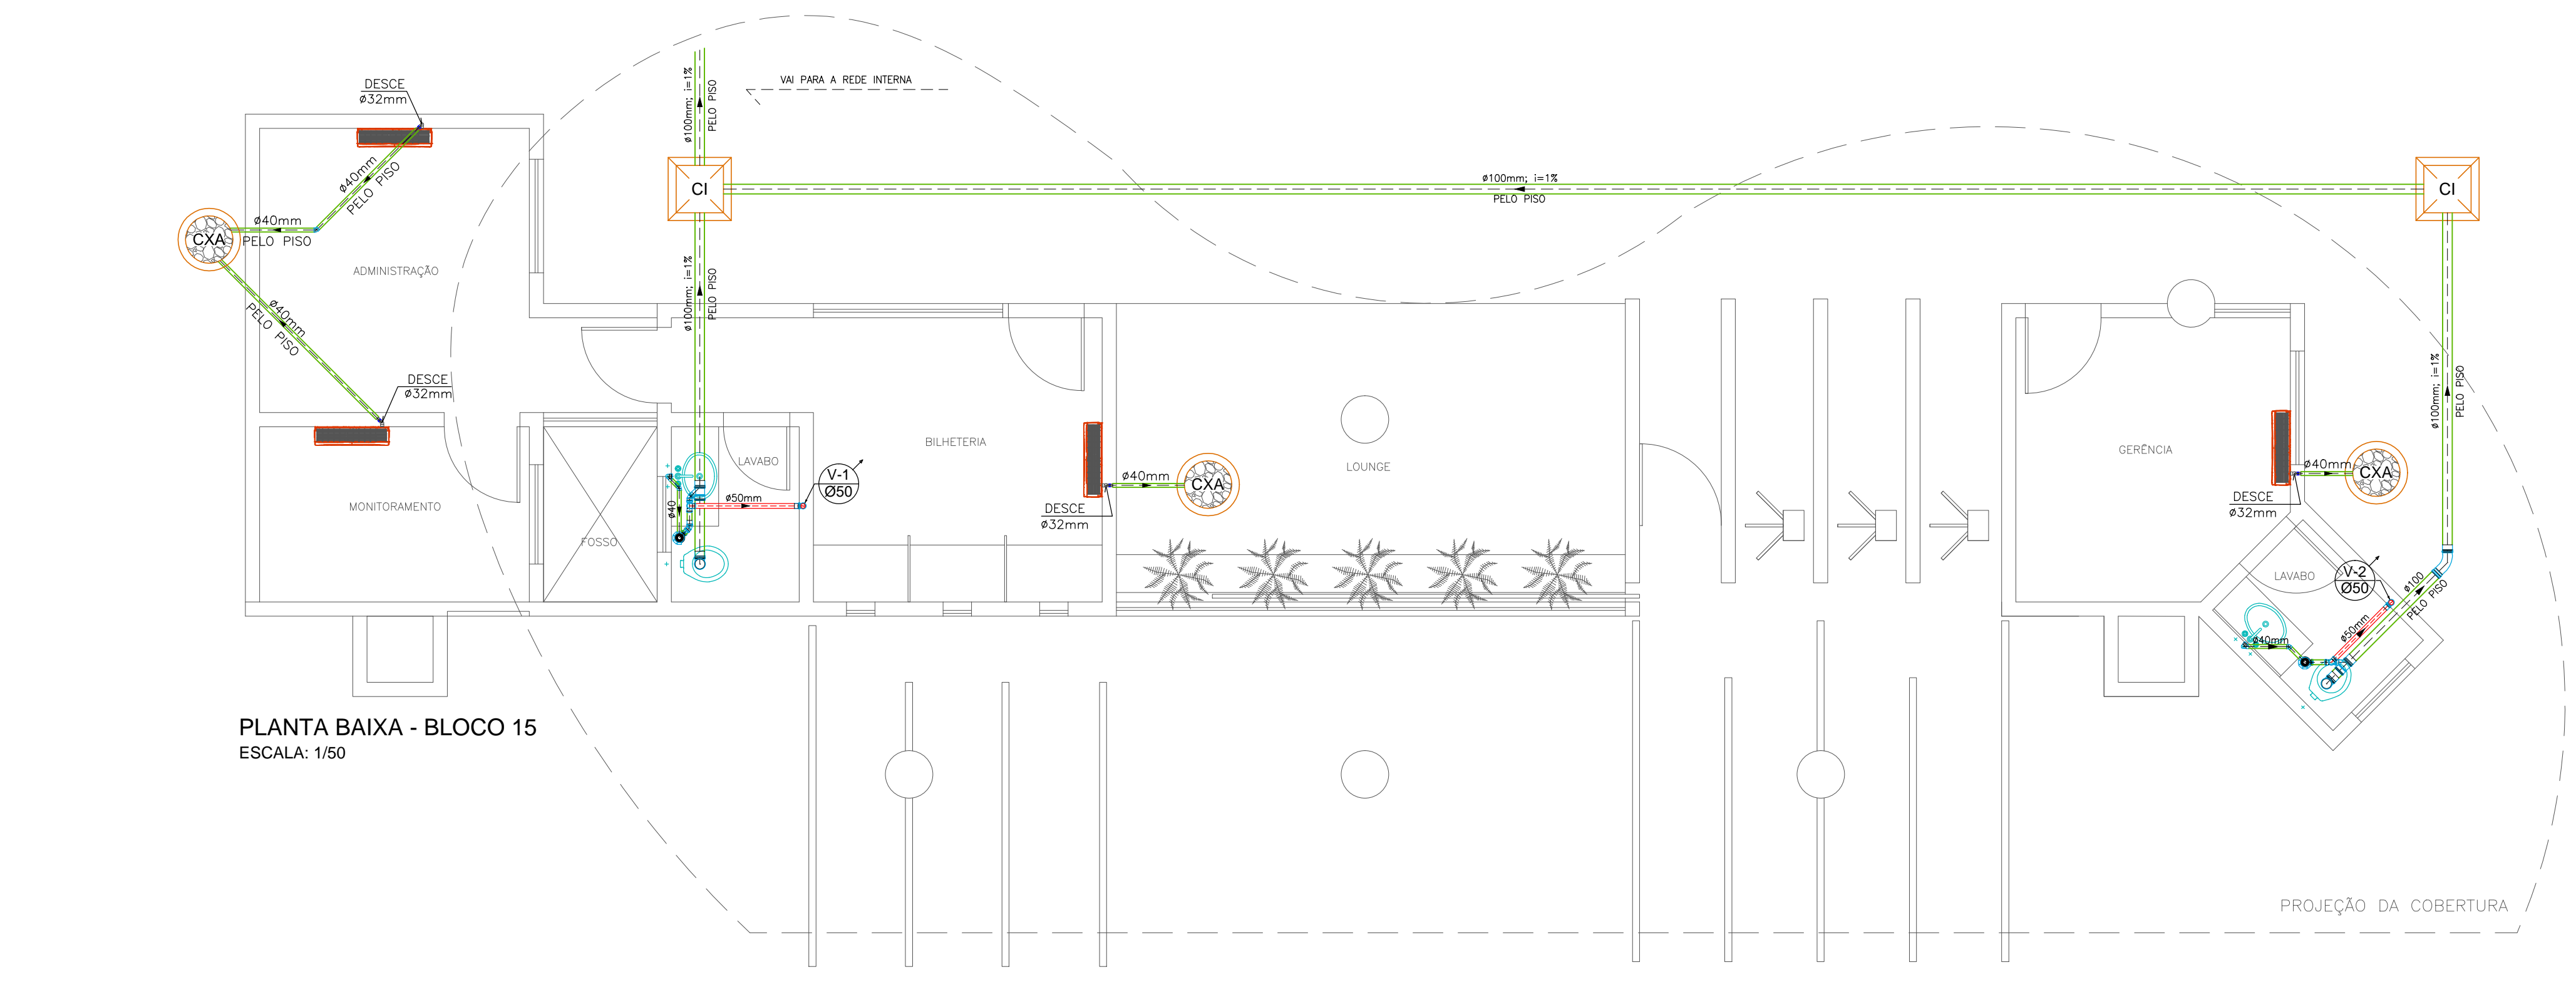 DESCE
ø32mm
ø100mm; i=1%
PELO PISO
VAI PARA A REDE INTERNA
CI
ø100mm; i=1%
PELO PISO
CI
ø40mm
PELO PISO
CXA
ø40mm
PELO PISO
ADMINISTRAÇÃO
ø40mm
PELO PISO
ø100mm; i=1%
PELO PISO
DESCE
ø32mm
ø100mm; i=1%
PELO PISO
BILHETERIA
LAVABO
V-1
Ø50
LOUNGE
GERÊNCIA
MONITORAMENTO
FOSSO
ø40
ø50mm
ø40mm
CXA
DESCE
ø32mm
ø40mm
CXA
DESCE
ø32mm
LAVABO
V-2
Ø50
ø100
PELO PISO
ø50mm
ø40mm
PLANTA BAIXA - BLOCO 15
ESCALA: 1/50
PROJEÇÃO DA COBERTURA